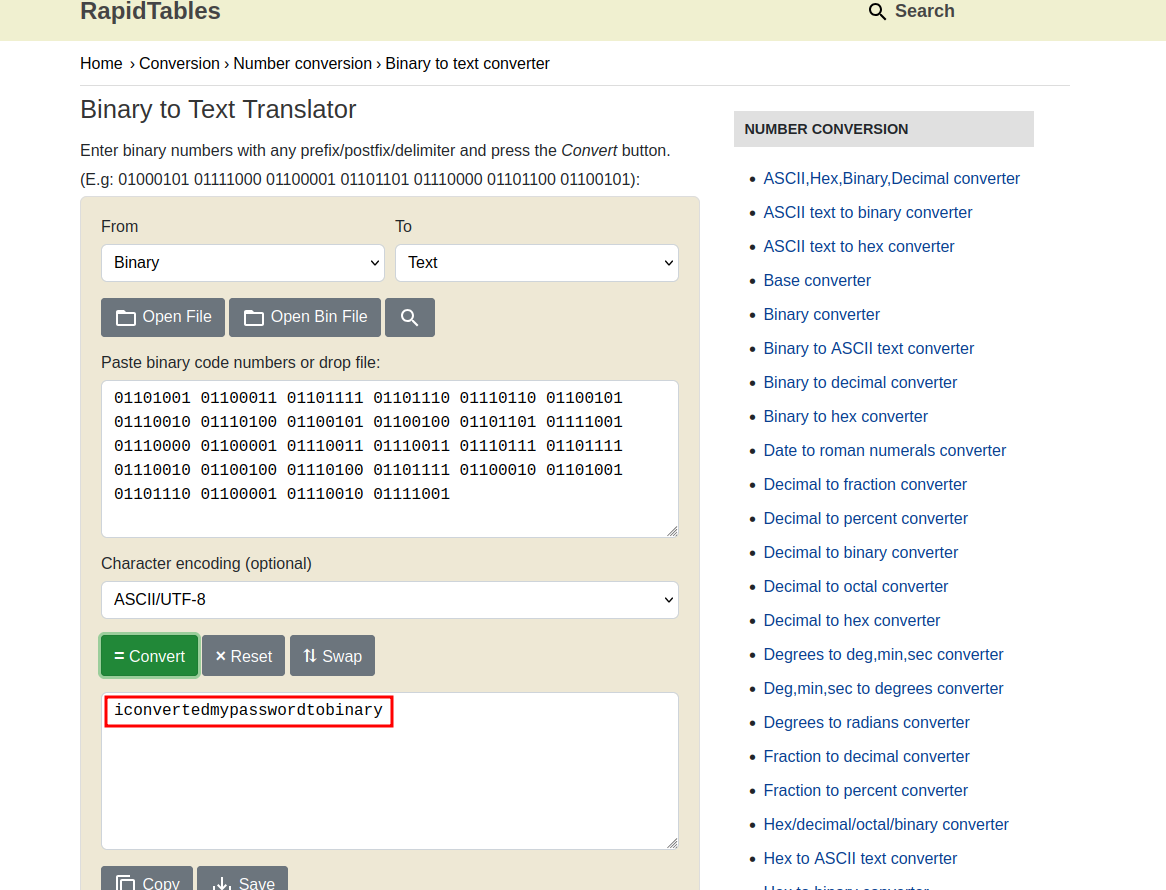 RapidTables
Search
Home › Conversion › Number conversion › Binary to text converter
Binary to Text Translator
Enter binary numbers with any prefix/postfix/delimiter and press the Convert button.
(E.g: 01000101 01111000 01100001 01101101 01110000 01101100 01100101):
From
To
Binary
Text
Open File
Open Bin File
Paste binary code numbers or drop file:
01101001 01100011 01101111 01101110 01110110 01100101
01110010 01110100 01100101 01100100 01101101 01111001
01110000 01100001 01110011 01110011 01110111 01101111
01110010 01100100 01110100 01101111 01100010 01101001
01101110 01100001 01110010 01111001
Character encoding (optional)
ASCII/UTF-8
= Convert
× Reset
Swap
iconvertedmypasswordtobinary
Copy
Save
NUMBER CONVERSION
ASCII,Hex,Binary,Decimal converter
ASCII text to binary converter
ASCII text to hex converter
Base converter
Binary converter
Binary to ASCII text converter
Binary to decimal converter
Binary to hex converter
Date to roman numerals converter
Decimal to fraction converter
Decimal to percent converter
Decimal to binary converter
Decimal to octal converter
Decimal to hex converter
Degrees to deg,min,sec converter
Deg,min,sec to degrees converter
Degrees to radians converter
Fraction to decimal converter
Fraction to percent converter
Hex/decimal/octal/binary converter
Hex to ASCII text converter
Hex to binary converter